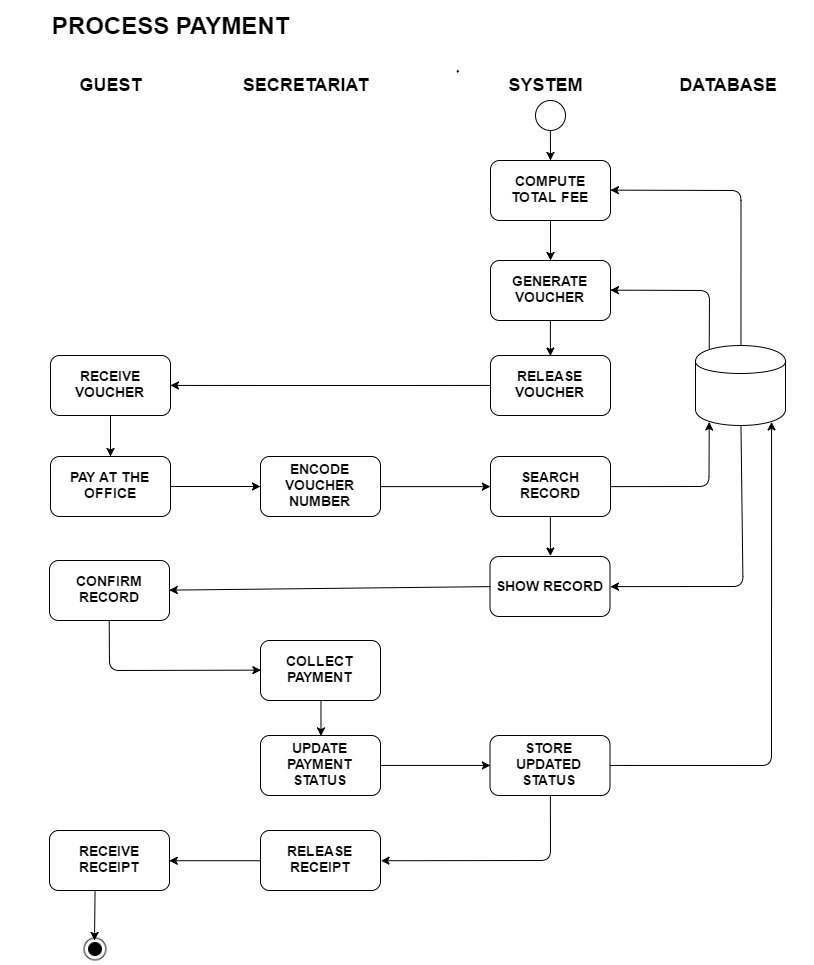 PROCESS PAYMENT
GUEST
SECRETARIAT
SYSTEM
DATABASE
COMPUTE
TOTAL FEE
GENERATE
VOUCHER
RECEIVE
VOUCHER
RELEASE
VOUCHER
PAY AT THE
OFFICE
ENCODE
VOUCHER
NUMBER
SEARCH
RECORD
CONFIRM
RECORD
SHOW RECORD
COLLECT
PAYMENT
UPDATE
PAYMENT
STATUS
STORE
UPDATED
STATUS
RECEIVE
RECEIPT
RELEASE
RECEIPT